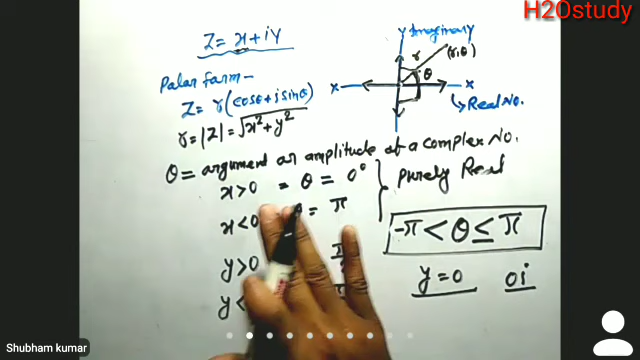 H2Ostudy
Z = x + iy
Y Imaginary
Polar form -
(r, θ)
r
θ
Z = r(cosθ + i sinθ)
X
X
r = |Z| = √x² + y²
Real No.
θ = argument or amplitude of a complex No.
x > 0 = θ = 0°
purely Real
x < 0 = π
-π < θ ≤ π
y > 0
y <
y = 0 0i
Shubham kumar